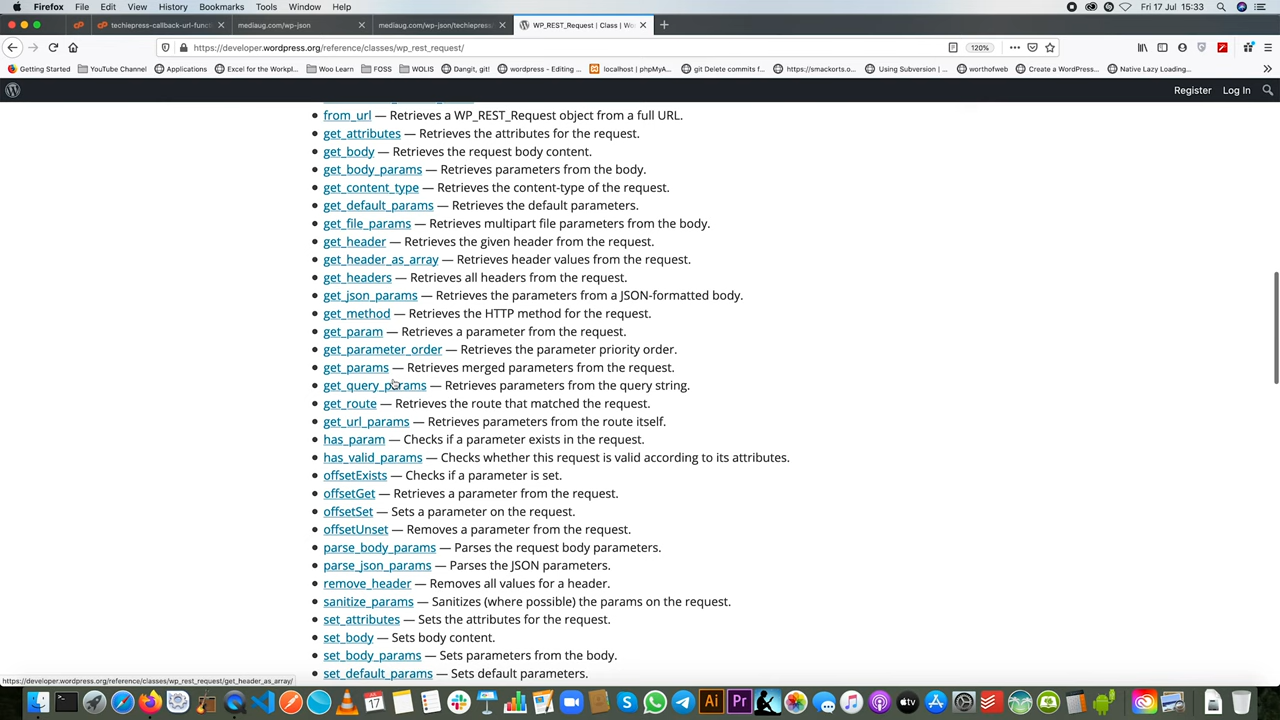 Firefox File Edit View History Bookmarks Tools Window Help Fri 17 Jul 15:33
techiepress-callback-url-func
mediaug.com/wp-json
mediaug.com/wp-json/techiepress
WP_REST_Request | Class | Wo
https://developer.wordpress.org/reference/classes/wp_rest_request/ 120%
Getting Started YouTube Channel Applications Excel for the Workpl... Woo Learn FOSS WOLIS Dangit, git! wordpress - Editing ... localhost | phpMyA... git Delete commits f... https://smackorts.o... Using Subversion | ... worthofweb Create a WordPress... Native Lazy Loading...
Register Log In
from_url — Retrieves a WP_REST_Request object from a full URL.
get_attributes — Retrieves the attributes for the request.
get_body — Retrieves the request body content.
get_body_params — Retrieves parameters from the body.
get_content_type — Retrieves the content-type of the request.
get_default_params — Retrieves the default parameters.
get_file_params — Retrieves multipart file parameters from the body.
get_header — Retrieves the given header from the request.
get_header_as_array — Retrieves header values from the request.
get_headers — Retrieves all headers from the request.
get_json_params — Retrieves the parameters from a JSON-formatted body.
get_method — Retrieves the HTTP method for the request.
get_param — Retrieves a parameter from the request.
get_parameter_order — Retrieves the parameter priority order.
get_params — Retrieves merged parameters from the request.
get_query_params — Retrieves parameters from the query string.
get_route — Retrieves the route that matched the request.
get_url_params — Retrieves parameters from the route itself.
has_param — Checks if a parameter exists in the request.
has_valid_params — Checks whether this request is valid according to its attributes.
offsetExists — Checks if a parameter is set.
offsetGet — Retrieves a parameter from the request.
offsetSet — Sets a parameter on the request.
offsetUnset — Removes a parameter from the request.
parse_body_params — Parses the request body parameters.
parse_json_params — Parses the JSON parameters.
remove_header — Removes all values for a header.
sanitize_params — Sanitizes (where possible) the params on the request.
set_attributes — Sets the attributes for the request.
set_body — Sets body content.
set_body_params — Sets parameters from the body.
set_default_params — Sets default parameters.
https://developer.wordpress.org/reference/classes/wp_rest_request/get_header_as_array/